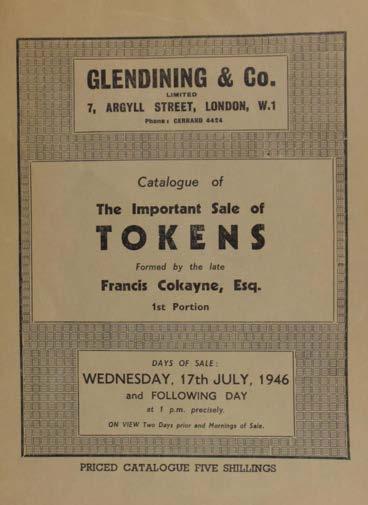 GLENDINING & Co.
LIMITED
7, ARGYLL STREET, LONDON, W.1
Phone: GERRARD 4424
Catalogue of
The Important Sale of
TOKENS
Formed by the late
Francis Cokayne, Esq.
1st Portion
DAYS OF SALE:
WEDNESDAY, 17th JULY, 1946
and FOLLOWING DAY
at 1 p.m. precisely.
ON VIEW Two Days prior and Mornings of Sale.
PRICED CATALOGUE FIVE SHILLINGS